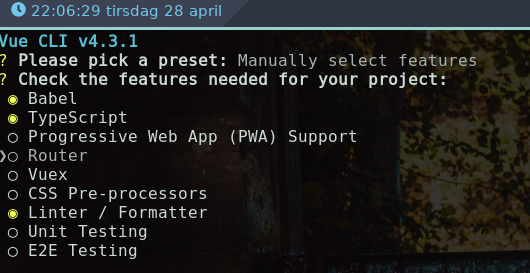 22:06:29 tirsdag 28 april
Vue CLI v4.3.1
? Please pick a preset: Manually select features
? Check the features needed for your project:
◉ Babel
◉ TypeScript
◯ Progressive Web App (PWA) Support
❯◯ Router
◯ Vuex
◯ CSS Pre-processors
◉ Linter / Formatter
◯ Unit Testing
◯ E2E Testing